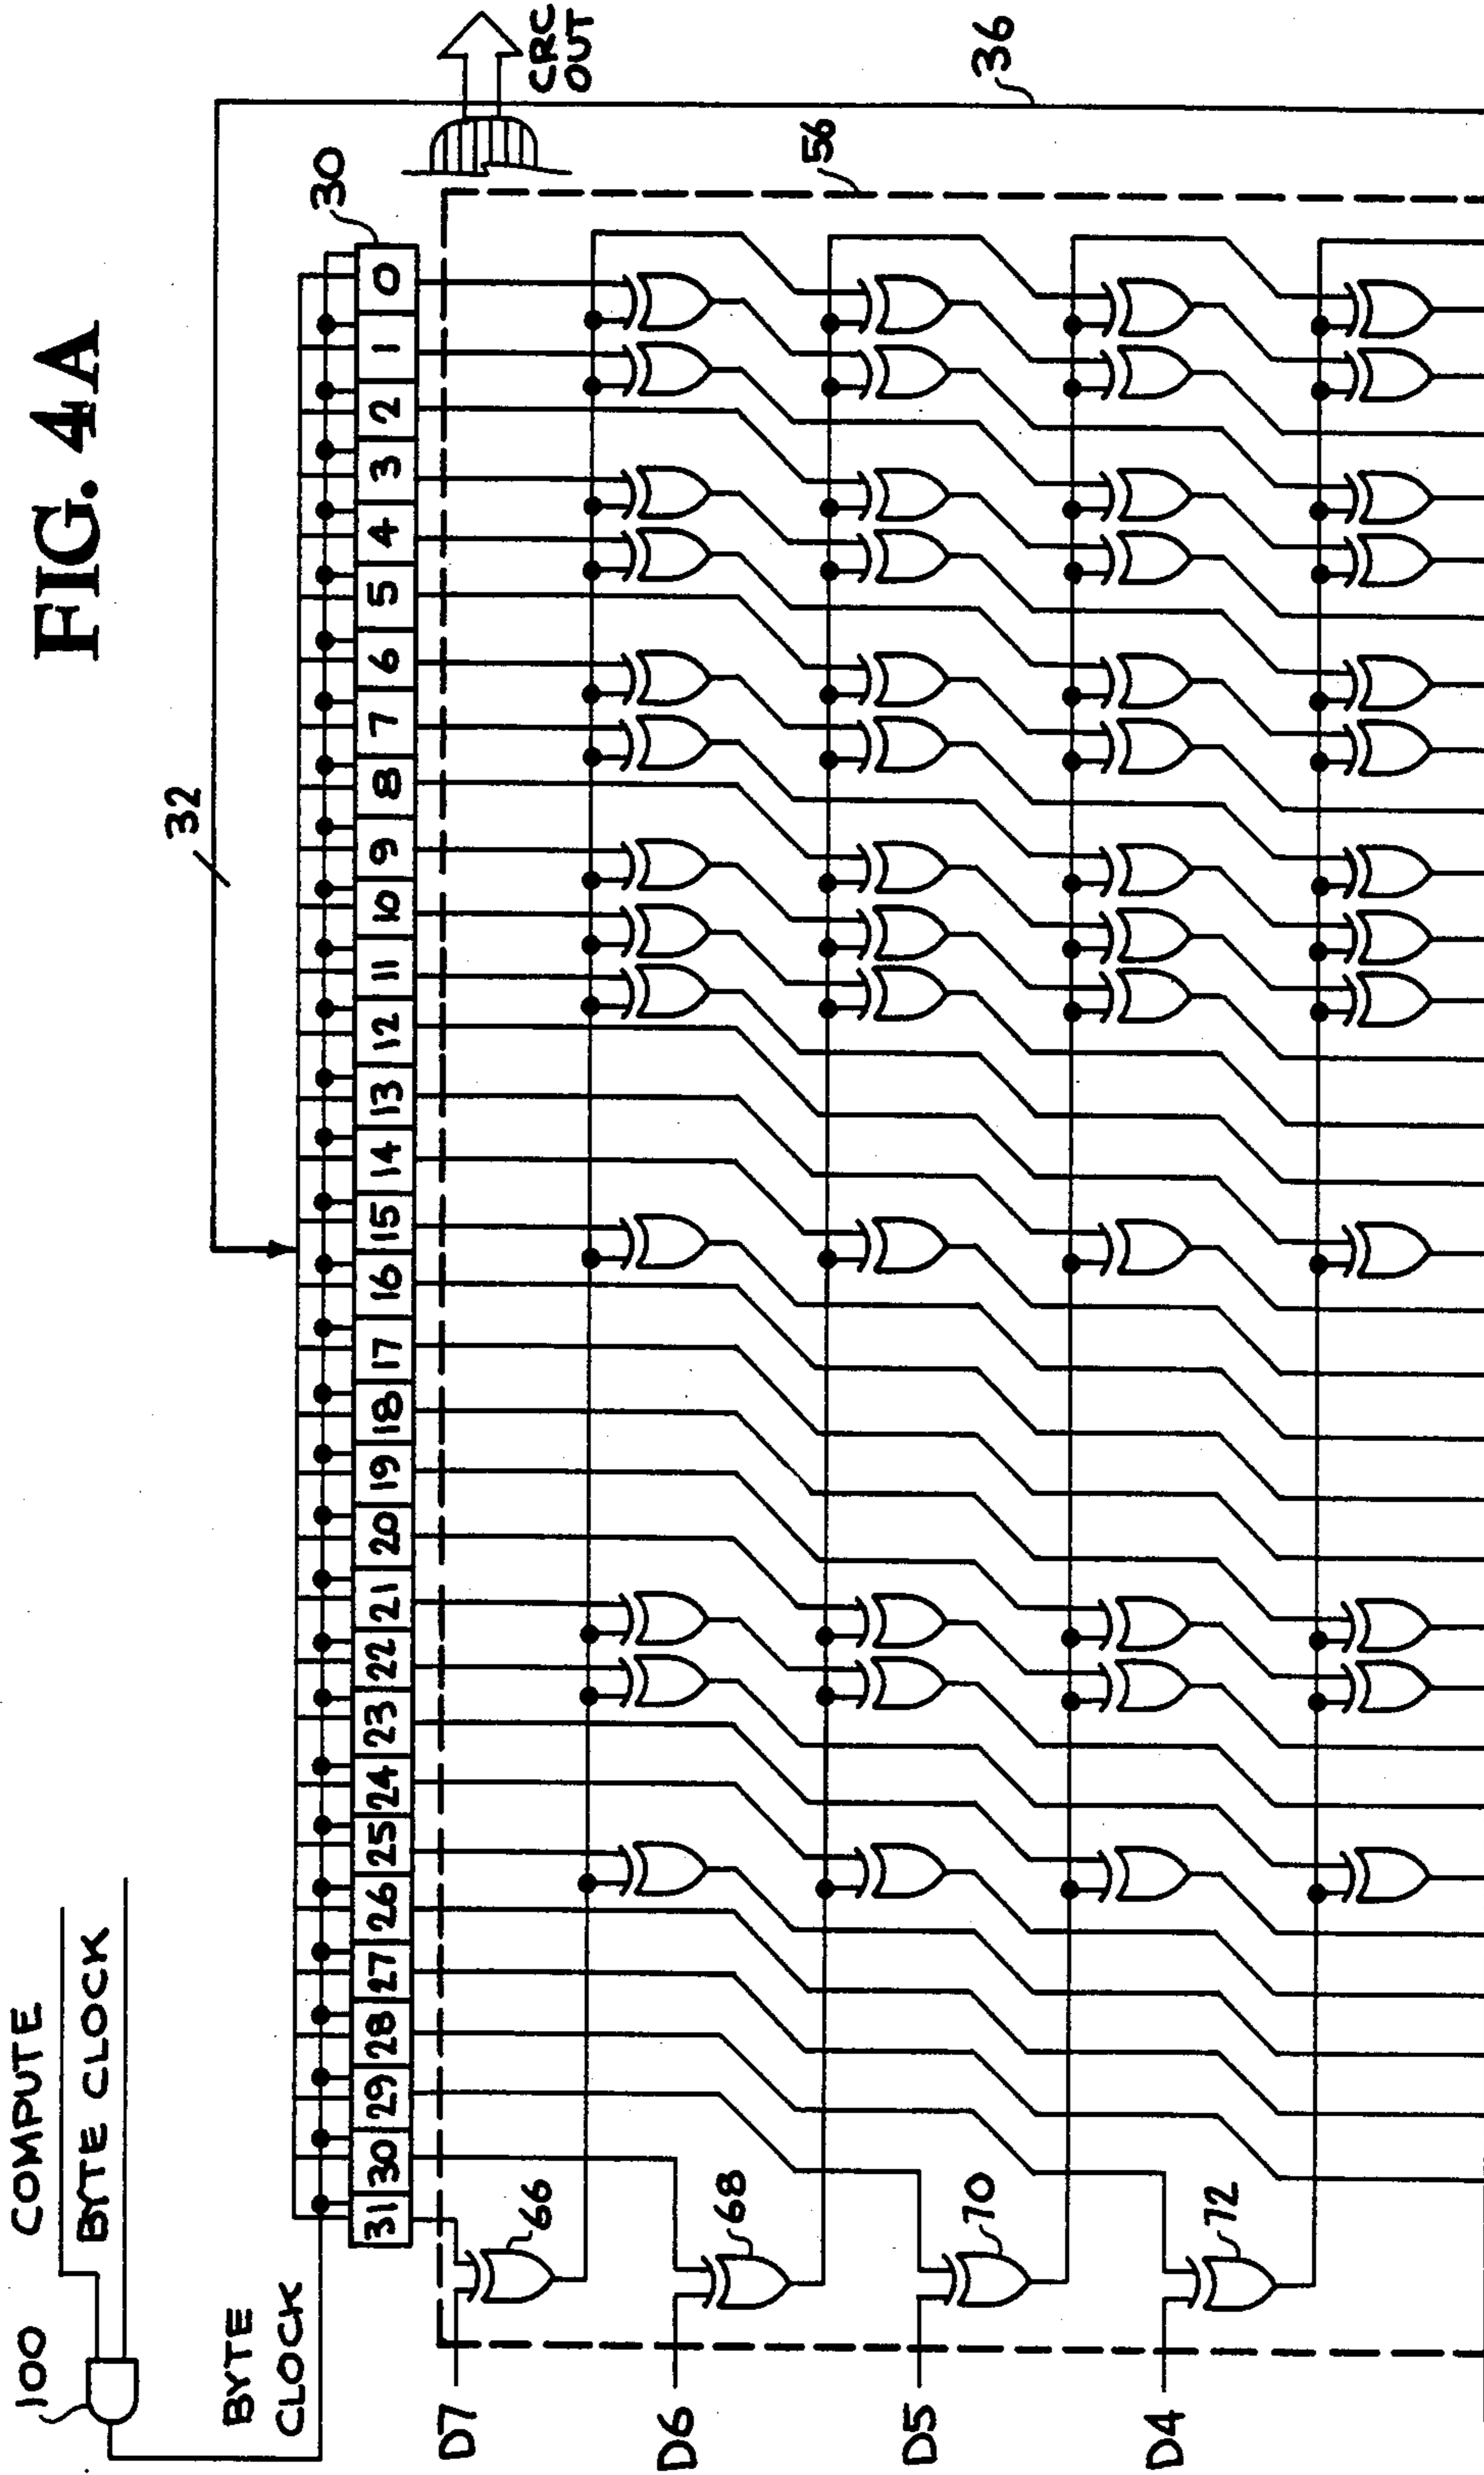 FIG. 4A
100
COMPUTE
BYTE CLOCK
BYTE
CLOCK
32
30
31 30 29 28 27 26 25 24 23 22 21 20 19 18 17 16 15 14 13 12 11 10 9 8 7 6 5 4 3 2 1 0
CRC
OUT
36
56
D7
66
D6
68
D5
70
D4
72